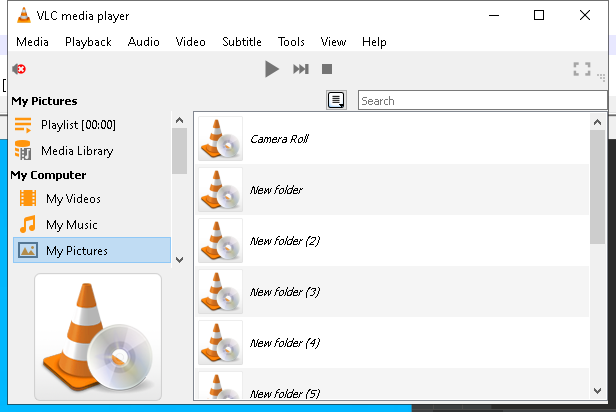 VLC media player
Media Playback Audio Video Subtitle Tools View Help
My Pictures
Search
Playlist [00:00]
Media Library
My Computer
My Videos
My Music
My Pictures
Camera Roll
New folder
New folder (2)
New folder (3)
New folder (4)
New folder (5)